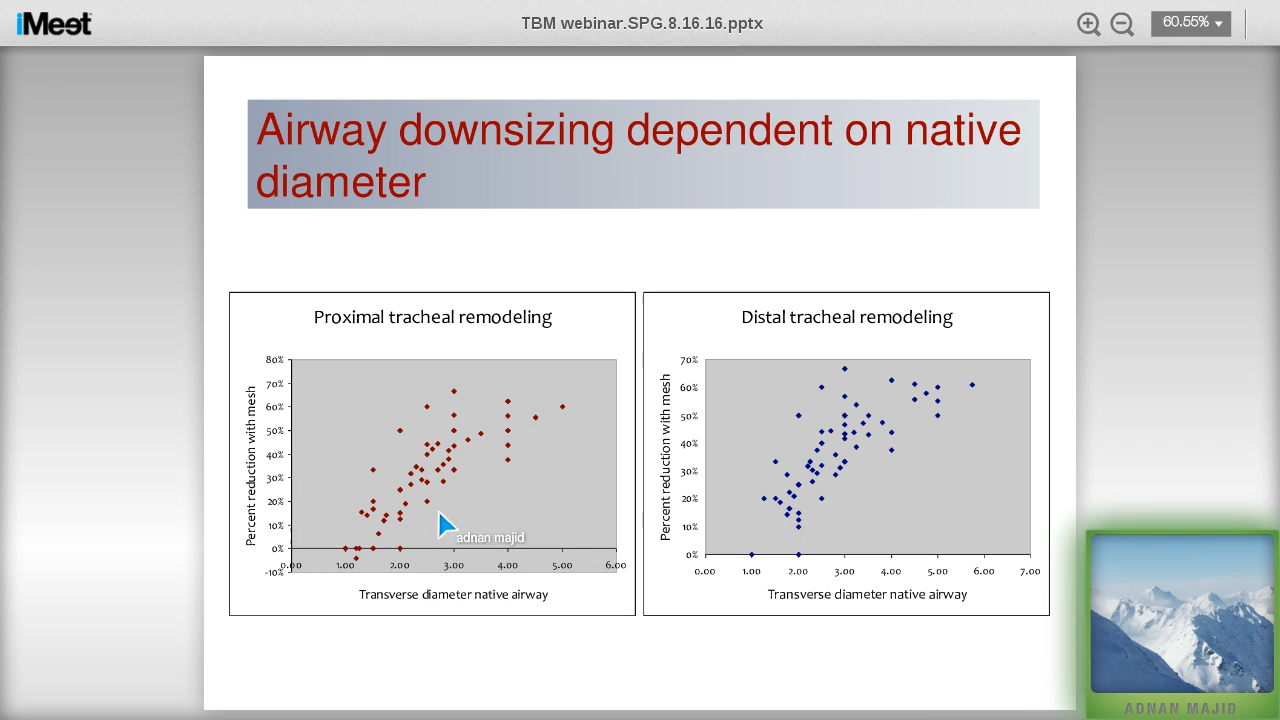 iMeet
TBM webinar.SPG.8.16.16.pptx
60.55%
Airway downsizing dependent on native
diameter
Proximal tracheal remodeling
Percent reduction with mesh
80%
70%
60%
50%
40%
30%
20%
10%
0%
-10%
0.00 1.00 2.00 3.00 4.00 5.00 6.00
Transverse diameter native airway
adnan majid
Distal tracheal remodeling
Percent reduction with mesh
70%
60%
50%
40%
30%
20%
10%
0%
0.00 1.00 2.00 3.00 4.00 5.00 6.00 7.00
Transverse diameter native airway
ADNAN MAJID